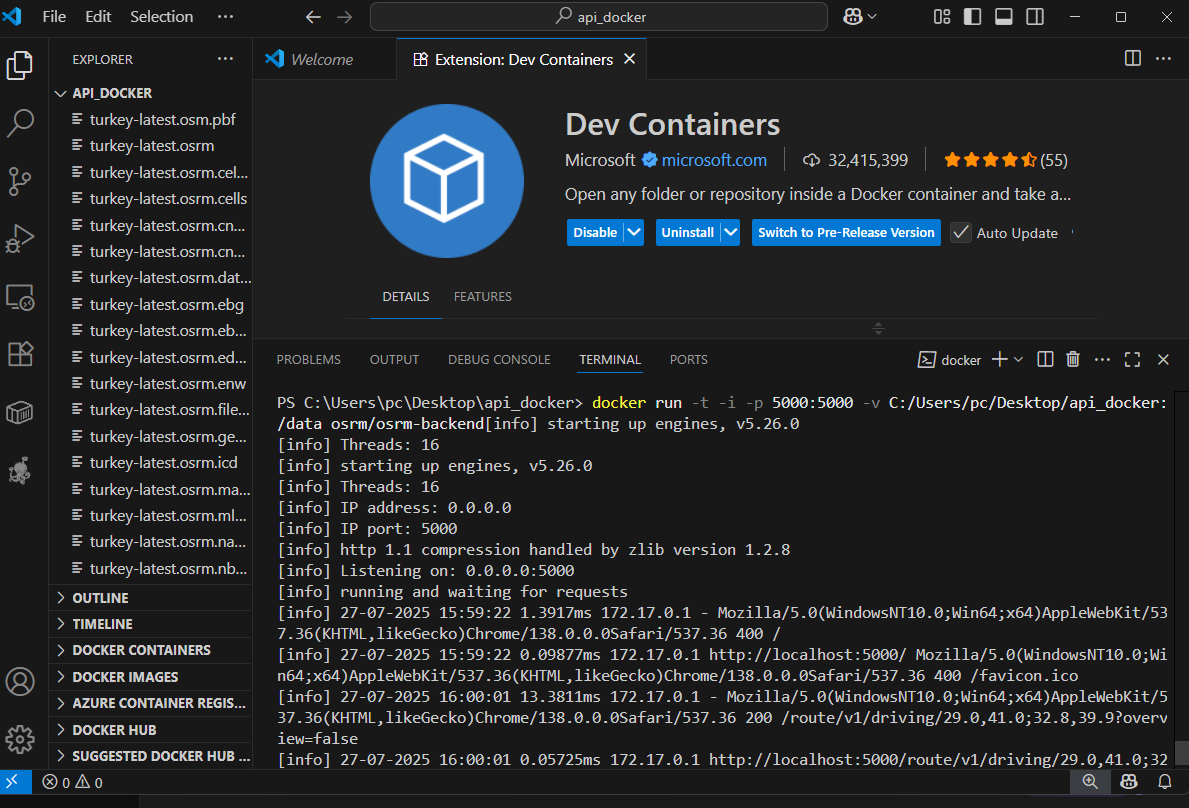 File Edit Selection ··· api_docker
EXPLORER ···
API_DOCKER
turkey-latest.osm.pbf
turkey-latest.osrm
turkey-latest.osrm.cel...
turkey-latest.osrm.cells
turkey-latest.osrm.cn...
turkey-latest.osrm.cn...
turkey-latest.osrm.dat...
turkey-latest.osrm.ebg
turkey-latest.osrm.eb...
turkey-latest.osrm.ed...
turkey-latest.osrm.enw
turkey-latest.osrm.file...
turkey-latest.osrm.ge...
turkey-latest.osrm.icd
turkey-latest.osrm.ma...
turkey-latest.osrm.ml...
turkey-latest.osrm.na...
turkey-latest.osrm.nb...
OUTLINE
TIMELINE
DOCKER CONTAINERS
DOCKER IMAGES
AZURE CONTAINER REGIS...
DOCKER HUB
SUGGESTED DOCKER HUB ...
Welcome Extension: Dev Containers
Dev Containers
Microsoft microsoft.com 32,415,399 (55)
Open any folder or repository inside a Docker container and take a...
Disable Uninstall Switch to Pre-Release Version Auto Update
DETAILS FEATURES
PROBLEMS OUTPUT DEBUG CONSOLE TERMINAL PORTS docker
PS C:\Users\pc\Desktop\api_docker> docker run -t -i -p 5000:5000 -v C:/Users/pc/Desktop/api_docker:
/data osrm/osrm-backend[info] starting up engines, v5.26.0
[info] Threads: 16
[info] starting up engines, v5.26.0
[info] Threads: 16
[info] IP address: 0.0.0.0
[info] IP port: 5000
[info] http 1.1 compression handled by zlib version 1.2.8
[info] Listening on: 0.0.0.0:5000
[info] running and waiting for requests
[info] 27-07-2025 15:59:22 1.3917ms 172.17.0.1 - Mozilla/5.0(WindowsNT10.0;Win64;x64)AppleWebKit/53
7.36(KHTML,likeGecko)Chrome/138.0.0.0Safari/537.36 400 /
[info] 27-07-2025 15:59:22 0.09877ms 172.17.0.1 http://localhost:5000/ Mozilla/5.0(WindowsNT10.0;Wi
n64;x64)AppleWebKit/537.36(KHTML,likeGecko)Chrome/138.0.0.0Safari/537.36 400 /favicon.ico
[info] 27-07-2025 16:00:01 13.3811ms 172.17.0.1 - Mozilla/5.0(WindowsNT10.0;Win64;x64)AppleWebKit/5
37.36(KHTML,likeGecko)Chrome/138.0.0.0Safari/537.36 200 /route/v1/driving/29.0,41.0;32.8,39.9?overv
iew=false
[info] 27-07-2025 16:00:01 0.05725ms 172.17.0.1 http://localhost:5000/route/v1/driving/29.0,41.0;32
0 0